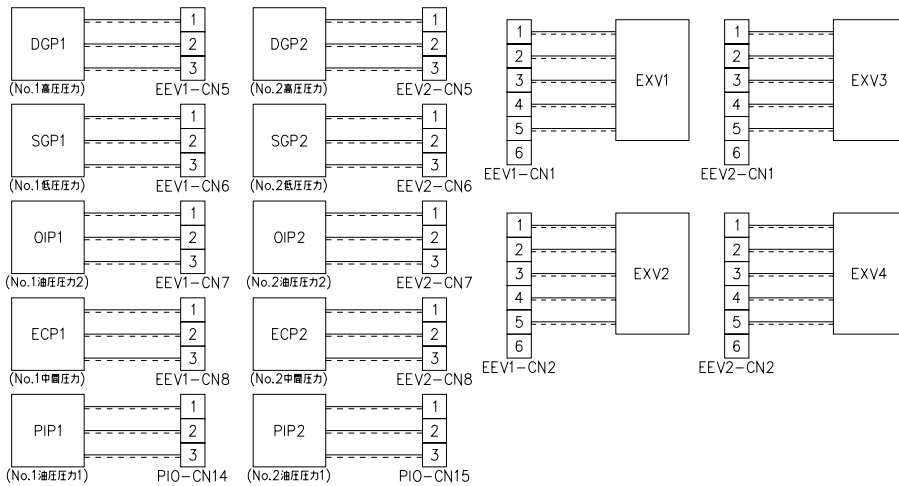 DGP1
1
2
3
(No.1高圧圧力)
EEV1-CN5
DGP2
1
2
3
(No.2高圧圧力)
EEV2-CN5
SGP1
1
2
3
(No.1低圧圧力)
EEV1-CN6
SGP2
1
2
3
(No.2低圧圧力)
EEV2-CN6
OIP1
1
2
3
(No.1油圧圧力2)
EEV1-CN7
OIP2
1
2
3
(No.2油圧圧力2)
EEV2-CN7
ECP1
1
2
3
(No.1中間圧力)
EEV1-CN8
ECP2
1
2
3
(No.2中間圧力)
EEV2-CN8
PIP1
1
2
3
(No.1油圧圧力1)
PIO-CN14
PIP2
1
2
3
(No.2油圧圧力1)
PIO-CN15
1
2
3
4
5
6
EXV1
EEV1-CN1
1
2
3
4
5
6
EXV3
EEV2-CN1
1
2
3
4
5
6
EXV2
EEV1-CN2
1
2
3
4
5
6
EXV4
EEV2-CN2